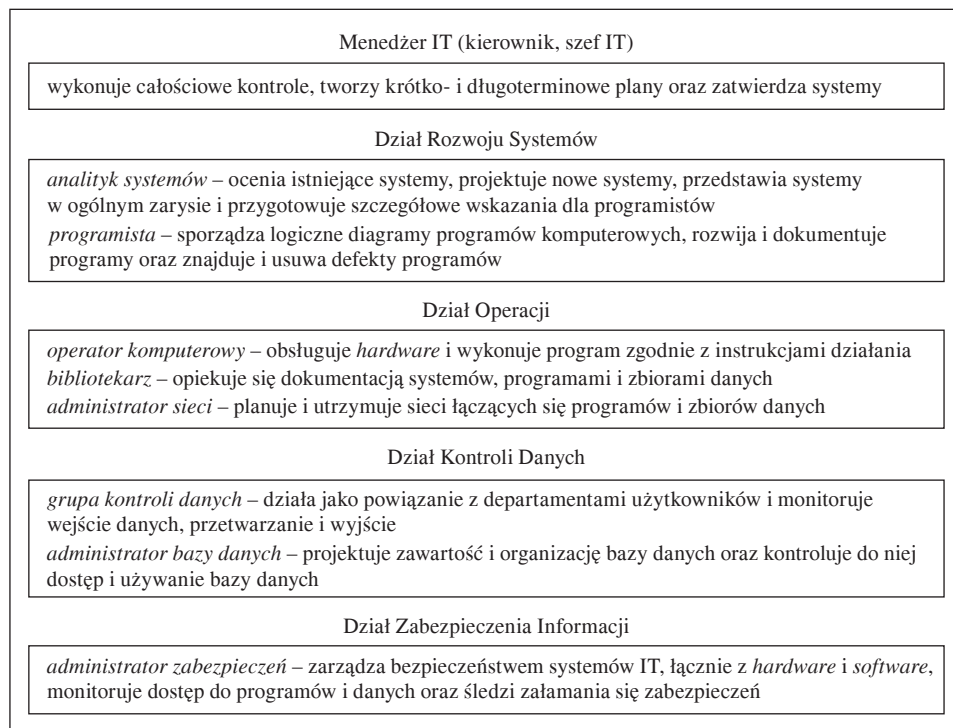 Menedżer IT (kierownik, szef IT)
wykonuje całościowe kontrole, tworzy krótko- i długoterminowe plany oraz zatwierdza systemy
Dział Rozwoju Systemów
analityk systemów – ocenia istniejące systemy, projektuje nowe systemy, przedstawia systemy
w ogólnym zarysie i przygotowuje szczegółowe wskazania dla programistów
programista – sporządza logiczne diagramy programów komputerowych, rozwija i dokumentuje
programy oraz znajduje i usuwa defekty programów
Dział Operacji
operator komputerowy – obsługuje hardware i wykonuje program zgodnie z instrukcjami działania
bibliotekarz – opiekuje się dokumentacją systemów, programami i zbiorami danych
administrator sieci – planuje i utrzymuje sieci łączących się programów i zbiorów danych
Dział Kontroli Danych
grupa kontroli danych – działa jako powiązanie z departamentami użytkowników i monitoruje
wejście danych, przetwarzanie i wyjście
administrator bazy danych – projektuje zawartość i organizację bazy danych oraz kontroluje do niej
dostęp i używanie bazy danych
Dział Zabezpieczenia Informacji
administrator zabezpieczeń – zarządza bezpieczeństwem systemów IT, łącznie z hardware i software,
monitoruje dostęp do programów i danych oraz śledzi załamania się zabezpieczeń